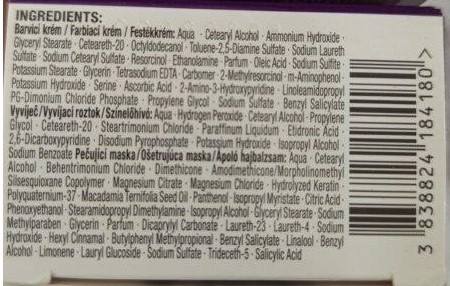 INGREDIENTS:
Barvicí krém / Farbiaci krém / Festékkrém: Aqua · Cetearyl Alcohol · Ammonium Hydroxide ·
Glyceryl Stearate · Ceteareth-20 · Octyldodecanol · Toluene-2,5-Diamine Sulfate · Sodium Laureth
Sulfate · Sodium Cetearyl Sulfate · Resorcinol · Ethanolamine · Parfum · Oleic Acid · Sodium Sulfite ·
Potassium Stearate · Glycerin · Tetrasodium EDTA · Carbomer · 2-Methylresorcinol · m-Aminophenol ·
Potassium Hydroxide · Serine · Ascorbic Acid · 2-Amino-3-Hydroxypyridine · Linoleamidopropyl
PG-Dimonium Chloride Phosphate · Propylene Glycol · Sodium Sulfate · Benzyl Salicylate
Vyvíječ/Vyvíjací roztok/Színelőhívó: Aqua · Hydrogen Peroxide · Cetearyl Alcohol · Propylene
Glycol · Ceteareth-20 · Steartrimonium Chloride · Paraffinum Liquidum · Etidronic Acid ·
2,6-Dicarboxypyridine · Disodium Pyrophosphate · Potassium Hydroxide · Isopropyl Alcohol ·
Sodium Benzoate Pečující maska/Ošetrujúca maska/Ápoló hajbalzsam: Aqua · Cetearyl
Alcohol · Behentrimonium Chloride · Dimethicone · Amodimethicone/Morpholinomethyl
Silsesquioxane Copolymer · Magnesium Citrate · Magnesium Chloride · Hydrolyzed Keratin ·
Polyquaternium-37 · Macadamia Ternifolia Seed Oil · Panthenol · Isopropyl Myristate · Citric Acid ·
Phenoxyethanol · Stearamidopropyl Dimethylamine · Isopropyl Alcohol · Glyceryl Stearate · Sodium
Methylparaben · Glycerin · Parfum · Dicaprylyl Carbonate · Laureth-23 · Laureth-4 · Sodium
Hydroxide · Hexyl Cinnamal · Butylphenyl Methylpropional · Benzyl Salicylate · Linalool · Benzyl
Alcohol · Limonene · Lauryl Glucoside · Sodium Sulfate · Trideceth-5 · Salicylic Acid
3 838824 184180 >